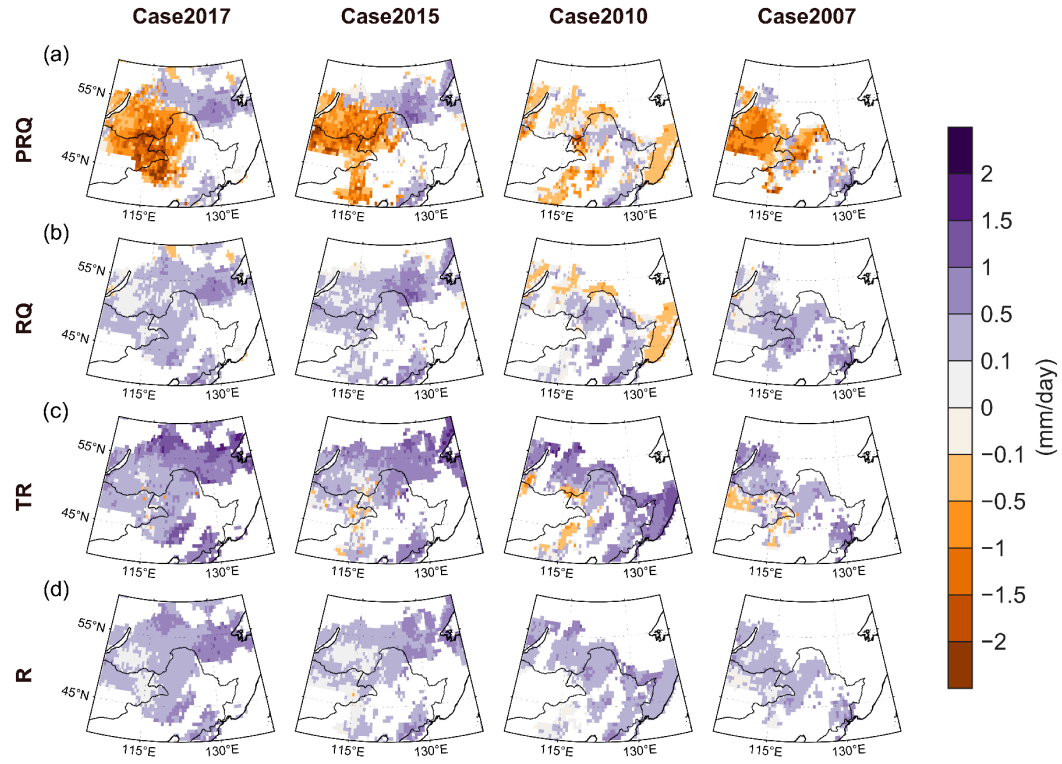 Case2017 Case2015 Case2010 Case2007
(a)
PRQ
55°N
45°N
115°E 130°E 115°E 130°E 115°E 130°E 115°E 130°E
(b)
RQ
55°N
45°N
115°E 130°E 115°E 130°E 115°E 130°E 115°E 130°E
(c)
TR
55°N
45°N
115°E 130°E 115°E 130°E 115°E 130°E 115°E 130°E
(d)
R
55°N
45°N
115°E 130°E 115°E 130°E 115°E 130°E 115°E 130°E
2
1.5
1
0.5
0.1
0
−0.1
−0.5
−1
−1.5
−2
(mm/day)